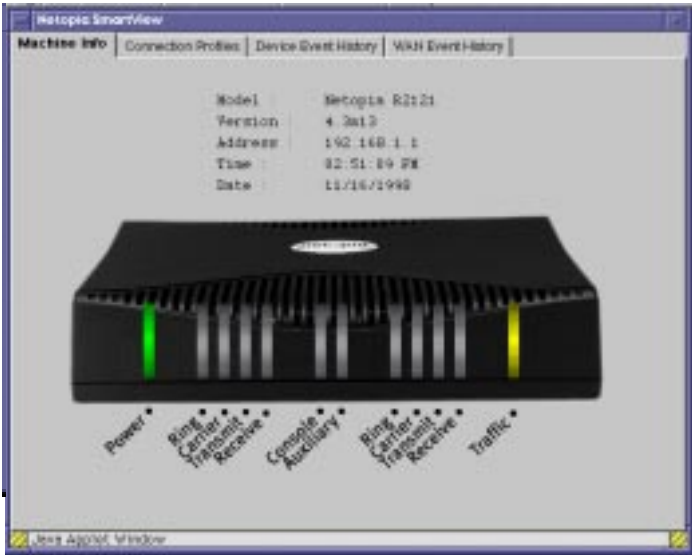 Netopia SmartView
Machine Info Connection Profiles Device Event History WAN Event History
Model : Netopia R2121
Version : 4.3a13
Address : 192.168.1.1
Time : 02:51:09 PM
Date : 11/16/1998
Power Ring Carrier Transmit Receive Console Auxiliary Ring Carrier Transmit Receive Traffic
Java Applet Window